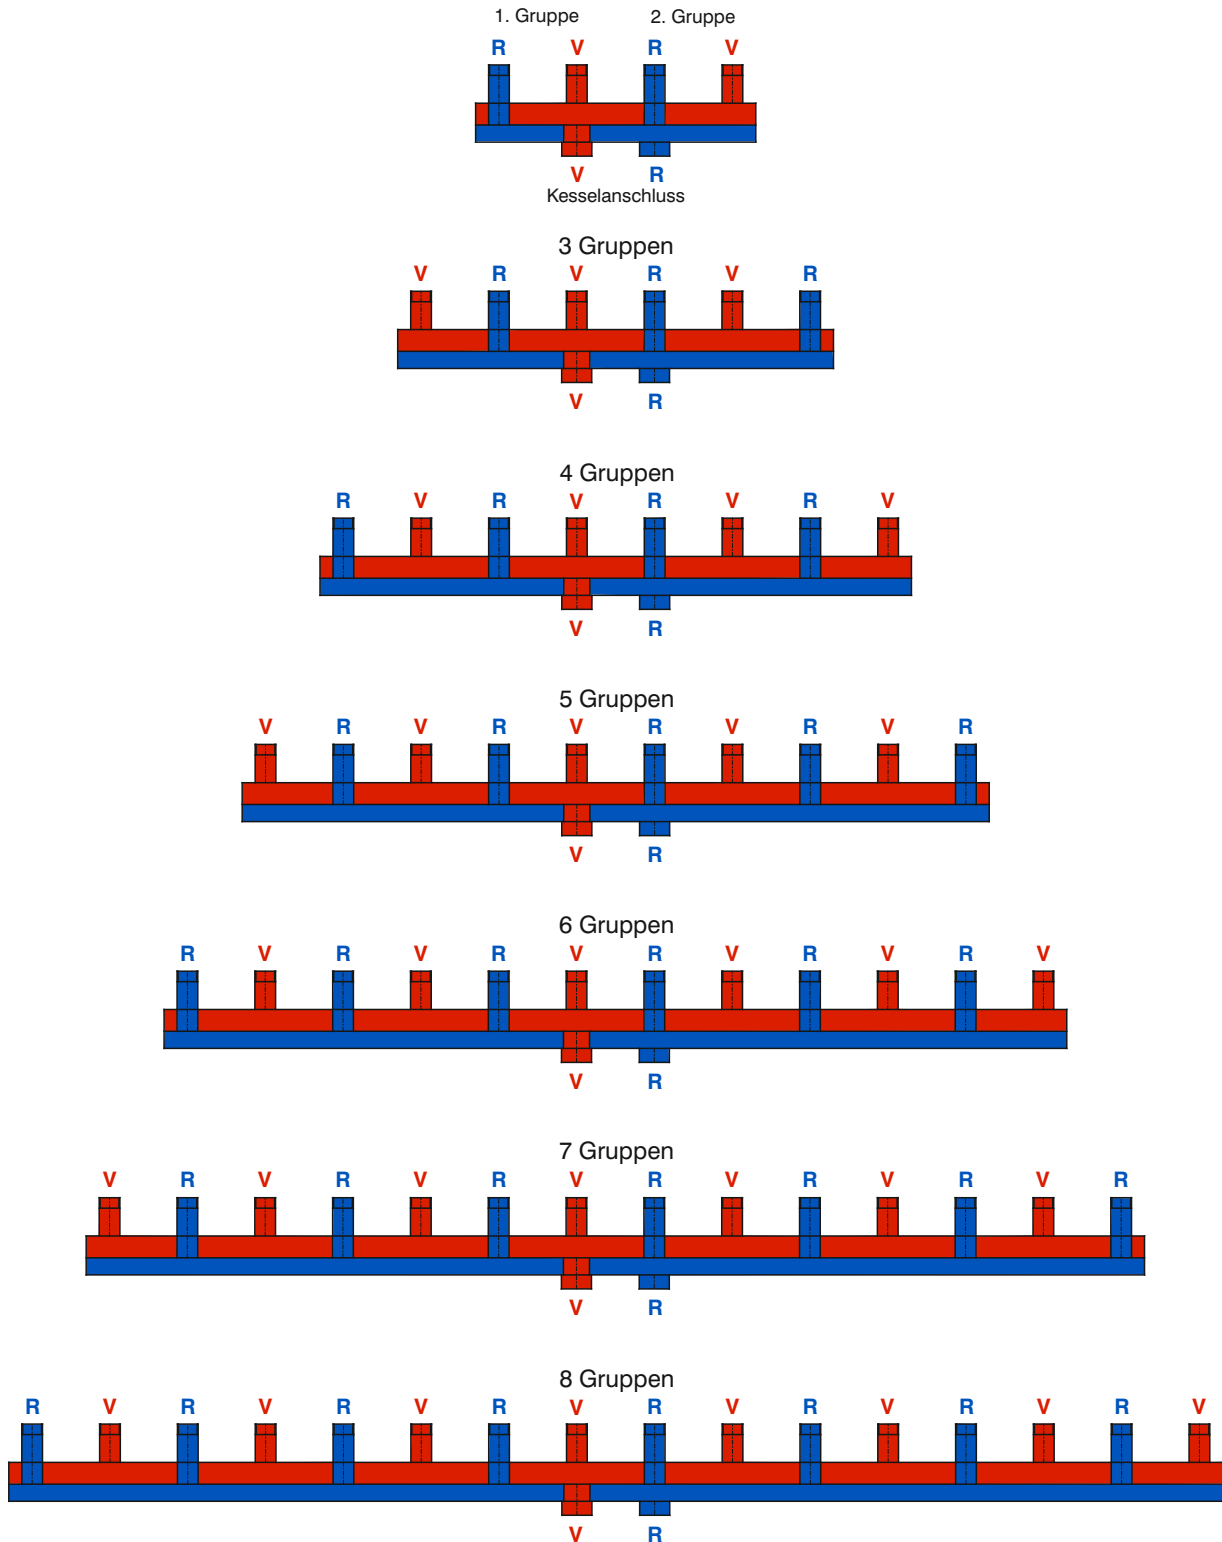 1. Gruppe 2. Gruppe
R V R V
V R
Kesselanschluss
3 Gruppen
V R V R V R
V R
4 Gruppen
R V R V R V R V
V R
5 Gruppen
V R V R V R V R V R
V R
6 Gruppen
R V R V R V R V R V R V
V R
7 Gruppen
V R V R V R V R V R V R V R
V R
8 Gruppen
R V R V R V R V R V R V R V R V
V R